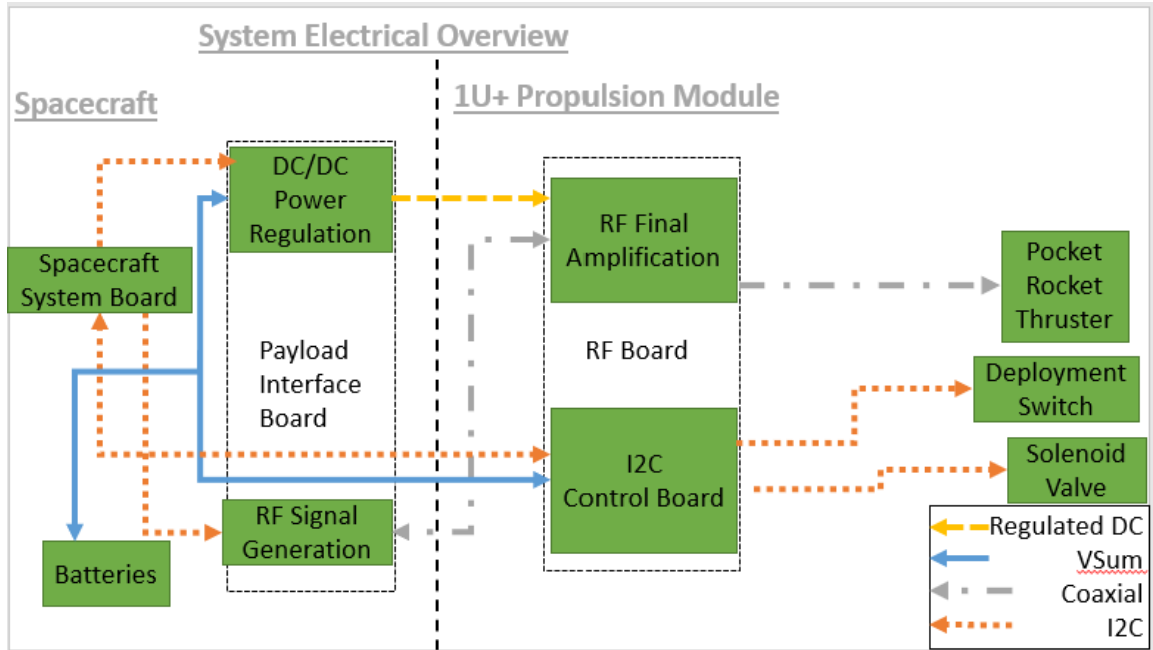 System Electrical Overview
Spacecraft
1U+ Propulsion Module
DC/DC
Power
Regulation
RF Final
Amplification
Spacecraft
System Board
Pocket
Rocket
Thruster
Payload
Interface
Board
RF Board
Deployment
Switch
I2C
Control Board
Solenoid
Valve
RF Signal
Generation
Batteries
Regulated DC
VSum
Coaxial
I2C